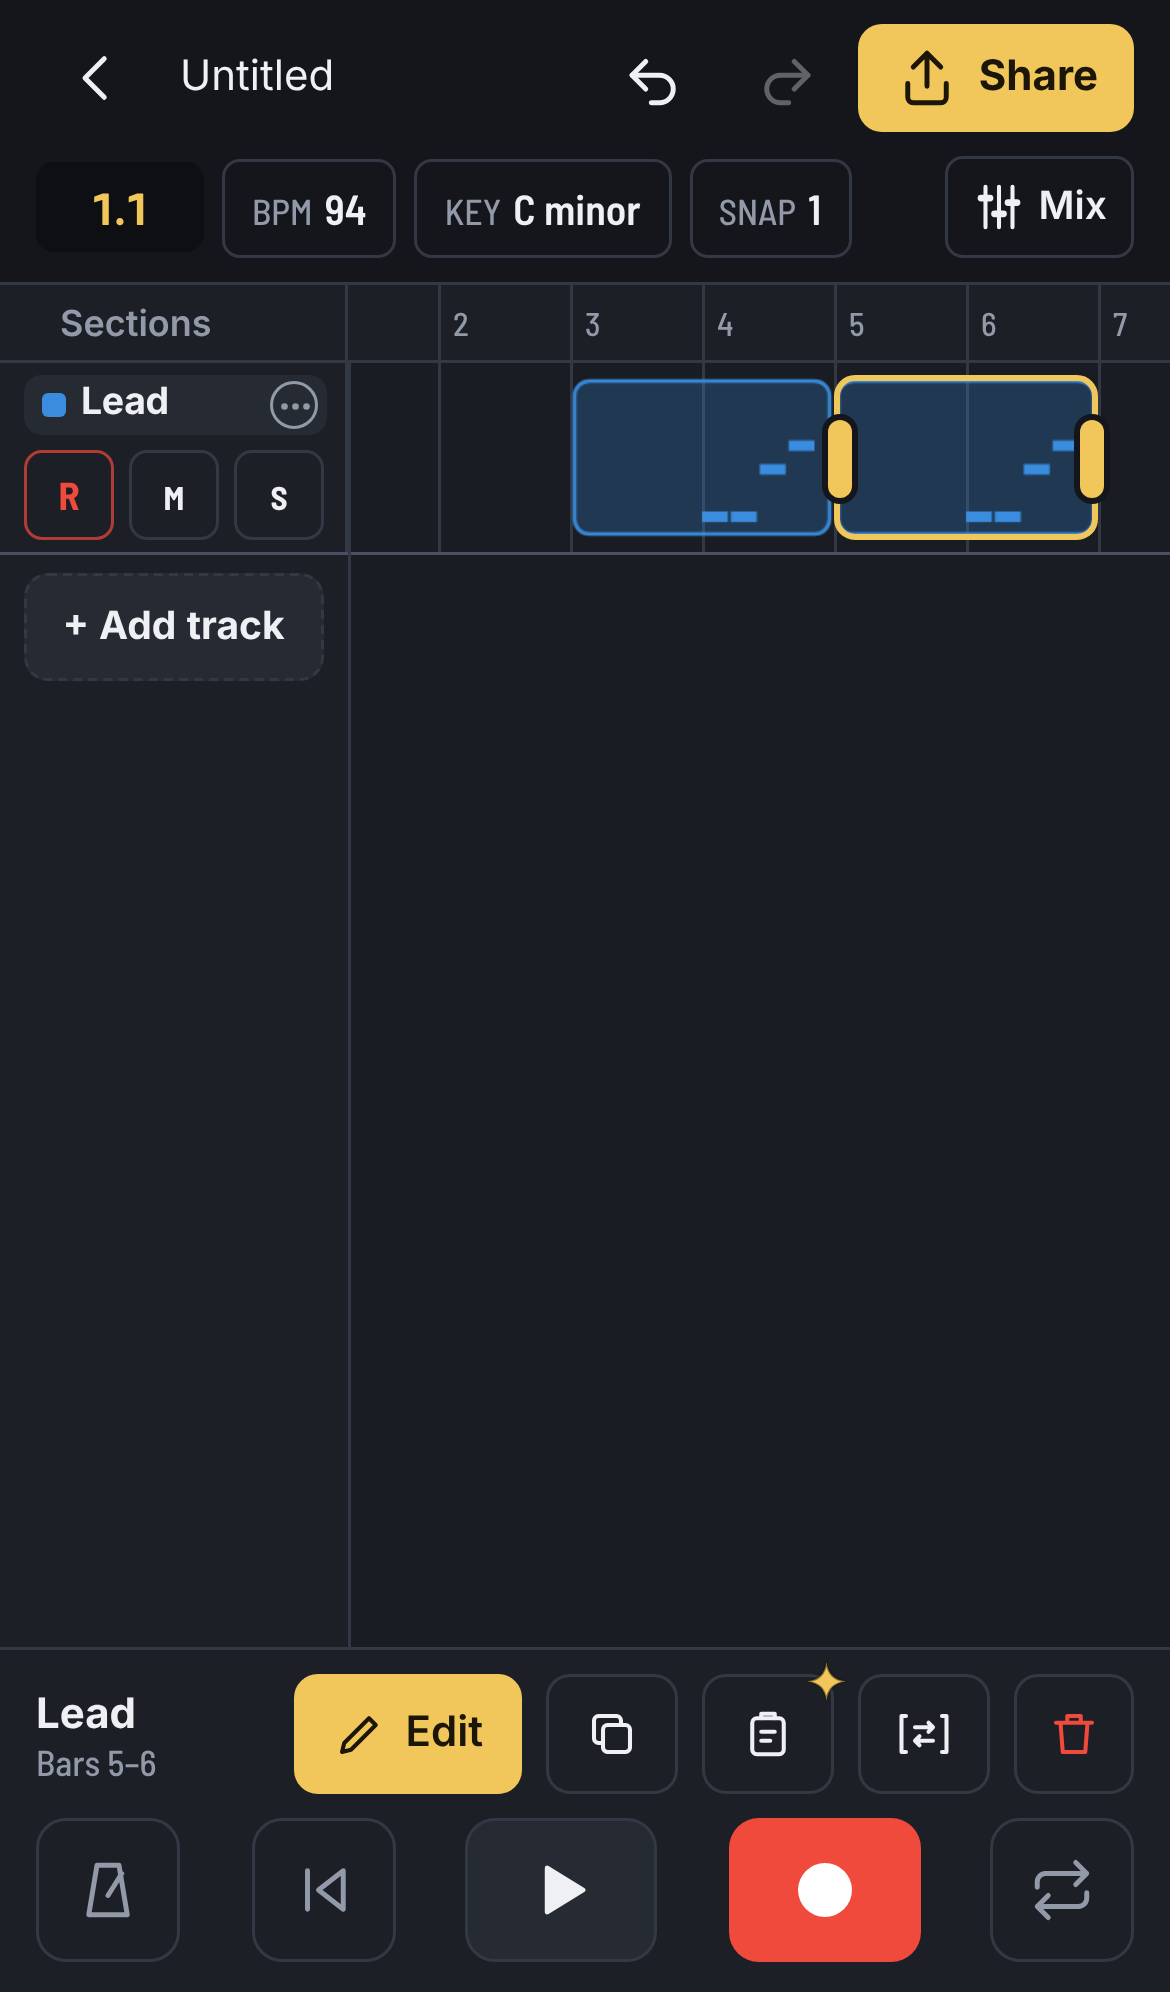 Untitled
Share
1.1
BPM 94
KEY C minor
SNAP 1
Mix
Sections
2
3
4
5
6
7
Lead
R
M
S
+ Add track
Lead
Bars 5–6
Edit